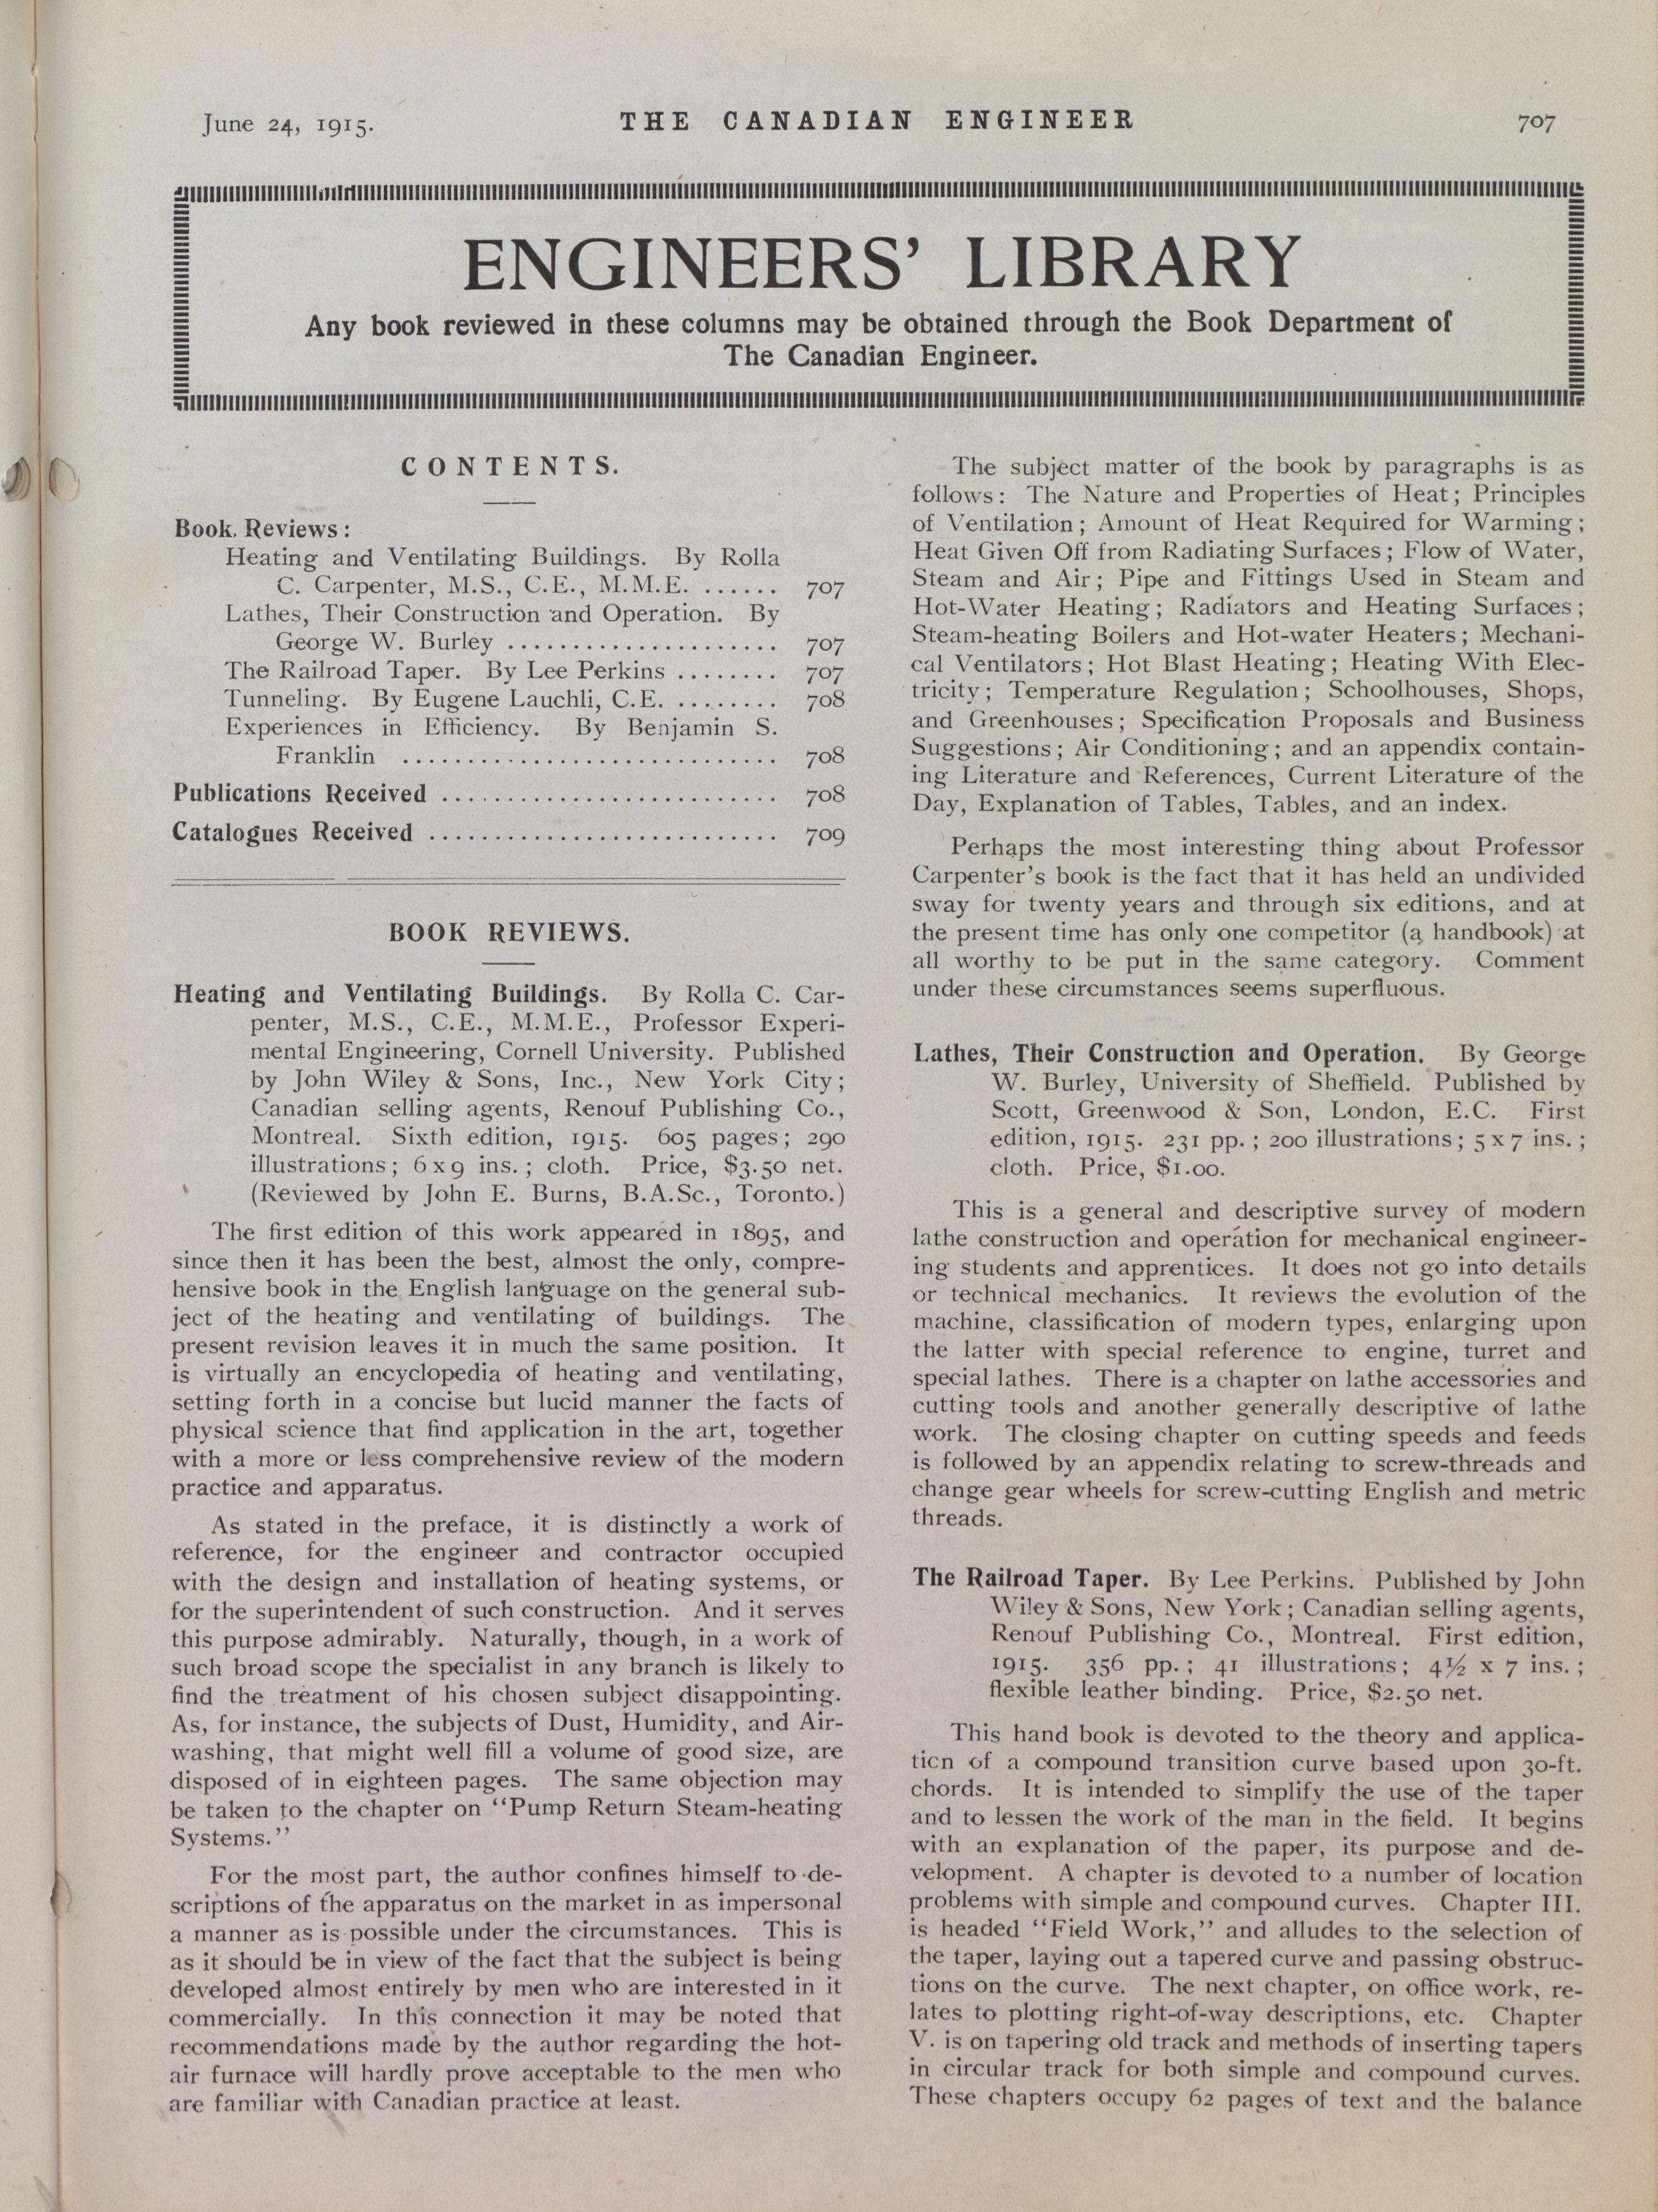 June 24, 1915.
THE CANADIAN ENGINEER
707
ENGINEERS' LIBRARY
Any book reviewed in these columns may be obtained through the Book Department of
The Canadian Engineer.
CONTENTS.
Book Reviews:
Heating and Ventilating Buildings. By Rolla
C. Carpenter, M.S., C.E., M.M.E. ...... 707
Lathes, Their Construction and Operation. By
George W. Burley ..................... 707
The Railroad Taper. By Lee Perkins ........ 707
Tunneling. By Eugene Lauchli, C.E. ........ 708
Experiences in Efficiency. By Benjamin S.
Franklin ............................. 708
Publications Received .......................... 708
Catalogues Received ........................... 709
BOOK REVIEWS.
Heating and Ventilating Buildings. By Rolla C. Car-
penter, M.S., C.E., M.M.E., Professor Experi-
mental Engineering, Cornell University. Published
by John Wiley & Sons, Inc., New York City;
Canadian selling agents, Renouf Publishing Co.,
Montreal. Sixth edition, 1915. 605 pages; 290
illustrations; 6 x 9 ins.; cloth. Price, $3.50 net.
(Reviewed by John E. Burns, B.A.Sc., Toronto.)
The first edition of this work appeared in 1895, and
since then it has been the best, almost the only, compre-
hensive book in the English language on the general sub-
ject of the heating and ventilating of buildings. The
present revision leaves it in much the same position. It
is virtually an encyclopedia of heating and ventilating,
setting forth in a concise but lucid manner the facts of
physical science that find application in the art, together
with a more or less comprehensive review of the modern
practice and apparatus.
As stated in the preface, it is distinctly a work of
reference, for the engineer and contractor occupied
with the design and installation of heating systems, or
for the superintendent of such construction. And it serves
this purpose admirably. Naturally, though, in a work of
such broad scope the specialist in any branch is likely to
find the treatment of his chosen subject disappointing.
As, for instance, the subjects of Dust, Humidity, and Air-
washing, that might well fill a volume of good size, are
disposed of in eighteen pages. The same objection may
be taken to the chapter on "Pump Return Steam-heating
Systems."
For the most part, the author confines himself to de-
scriptions of the apparatus on the market in as impersonal
a manner as is possible under the circumstances. This is
as it should be in view of the fact that the subject is being
developed almost entirely by men who are interested in it
commercially. In this connection it may be noted that
recommendations made by the author regarding the hot-
air furnace will hardly prove acceptable to the men who
are familiar with Canadian practice at least.
The subject matter of the book by paragraphs is as
follows: The Nature and Properties of Heat; Principles
of Ventilation; Amount of Heat Required for Warming;
Heat Given Off from Radiating Surfaces; Flow of Water,
Steam and Air; Pipe and Fittings Used in Steam and
Hot-Water Heating; Radiators and Heating Surfaces;
Steam-heating Boilers and Hot-water Heaters; Mechani-
cal Ventilators; Hot Blast Heating; Heating With Elec-
tricity; Temperature Regulation; Schoolhouses, Shops,
and Greenhouses; Specification Proposals and Business
Suggestions; Air Conditioning; and an appendix contain-
ing Literature and References, Current Literature of the
Day, Explanation of Tables, Tables, and an index.
Perhaps the most interesting thing about Professor
Carpenter's book is the fact that it has held an undivided
sway for twenty years and through six editions, and at
the present time has only one competitor (a handbook) at
all worthy to be put in the same category. Comment
under these circumstances seems superfluous.
Lathes, Their Construction and Operation. By George
W. Burley, University of Sheffield. Published by
Scott, Greenwood & Son, London, E.C. First
edition, 1915. 231 pp.; 200 illustrations; 5 x 7 ins.;
cloth. Price, $1.00.
This is a general and descriptive survey of modern
lathe construction and operation for mechanical engineer-
ing students and apprentices. It does not go into details
or technical mechanics. It reviews the evolution of the
machine, classification of modern types, enlarging upon
the latter with special reference to engine, turret and
special lathes. There is a chapter on lathe accessories and
cutting tools and another generally descriptive of lathe
work. The closing chapter on cutting speeds and feeds
is followed by an appendix relating to screw-threads and
change gear wheels for screw-cutting English and metric
threads.
The Railroad Taper. By Lee Perkins. Published by John
Wiley & Sons, New York; Canadian selling agents,
Renouf Publishing Co., Montreal. First edition,
1915. 356 pp.; 41 illustrations; 4½ x 7 ins.;
flexible leather binding. Price, $2.50 net.
This hand book is devoted to the theory and applica-
ticn of a compound transition curve based upon 30-ft.
chords. It is intended to simplify the use of the taper
and to lessen the work of the man in the field. It begins
with an explanation of the paper, its purpose and de-
velopment. A chapter is devoted to a number of location
problems with simple and compound curves. Chapter III.
is headed "Field Work," and alludes to the selection of
the taper, laying out a tapered curve and passing obstruc-
tions on the curve. The next chapter, on office work, re-
lates to plotting right-of-way descriptions, etc. Chapter
V. is on tapering old track and methods of inserting tapers
in circular track for both simple and compound curves.
These chapters occupy 62 pages of text and the balance